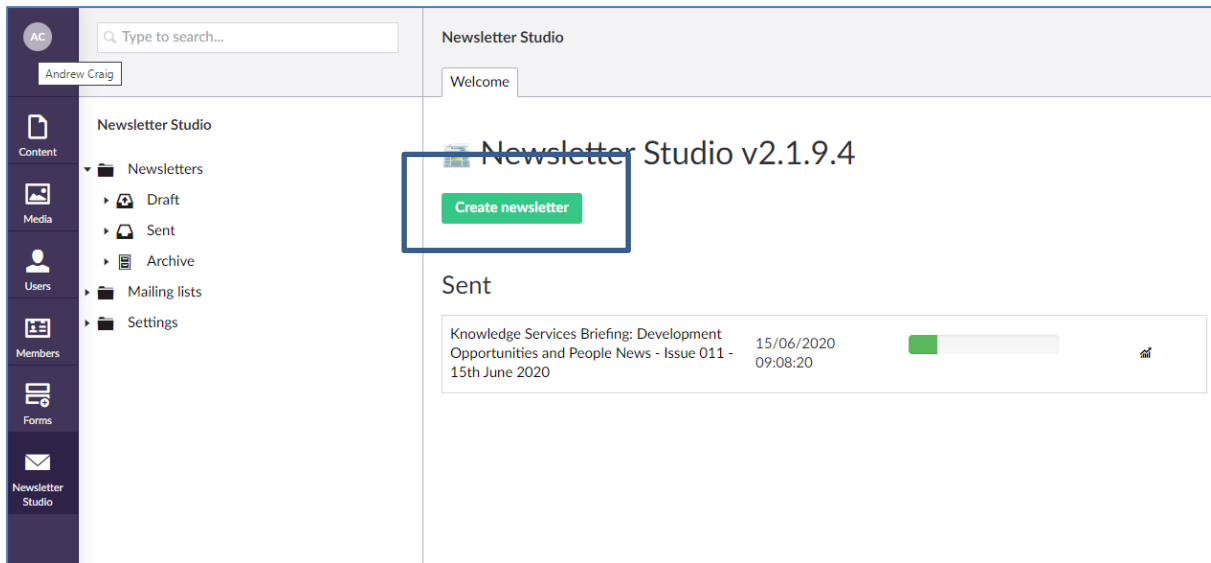 AC
Type to search...
Andrew Craig
Content
Media
Users
Members
Forms
Newsletter
Studio
Newsletter Studio
Newsletters
Draft
Sent
Archive
Mailing lists
Settings
Newsletter Studio
Welcome
Newsletter Studio v2.1.9.4
Create newsletter
Sent
Knowledge Services Briefing: Development
Opportunities and People News - Issue 011 -
15th June 2020
15/06/2020
09:08:20